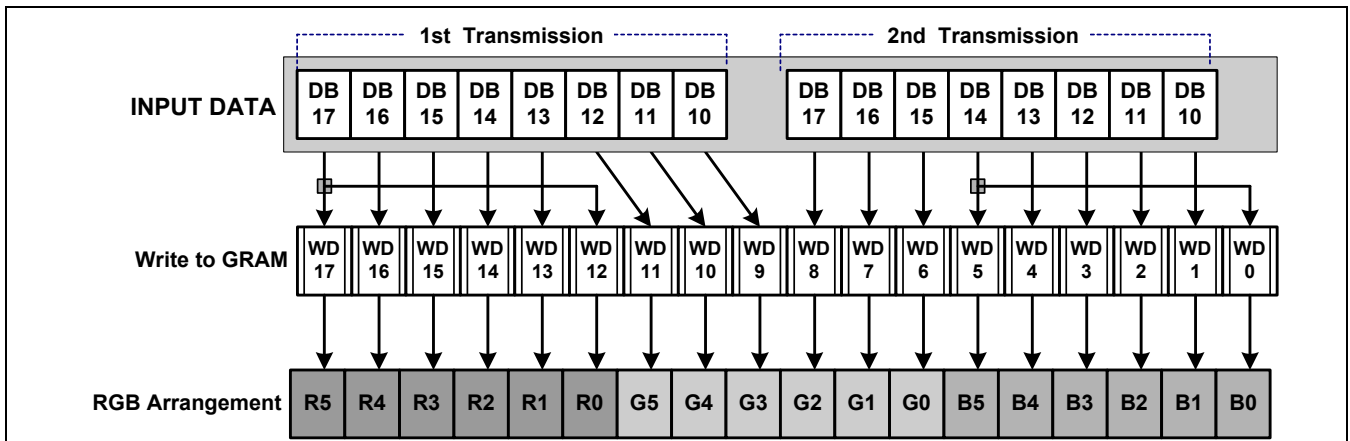 1st Transmission 2nd Transmission
INPUT DATA
DB DB DB DB DB DB DB DB DB DB DB DB DB DB DB DB
17 16 15 14 13 12 11 10 17 16 15 14 13 12 11 10
Write to GRAM
WD WD WD WD WD WD WD WD WD WD WD WD WD WD WD WD WD WD
17 16 15 14 13 12 11 10 9 8 7 6 5 4 3 2 1 0
RGB Arrangement R5 R4 R3 R2 R1 R0 G5 G4 G3 G2 G1 G0 B5 B4 B3 B2 B1 B0